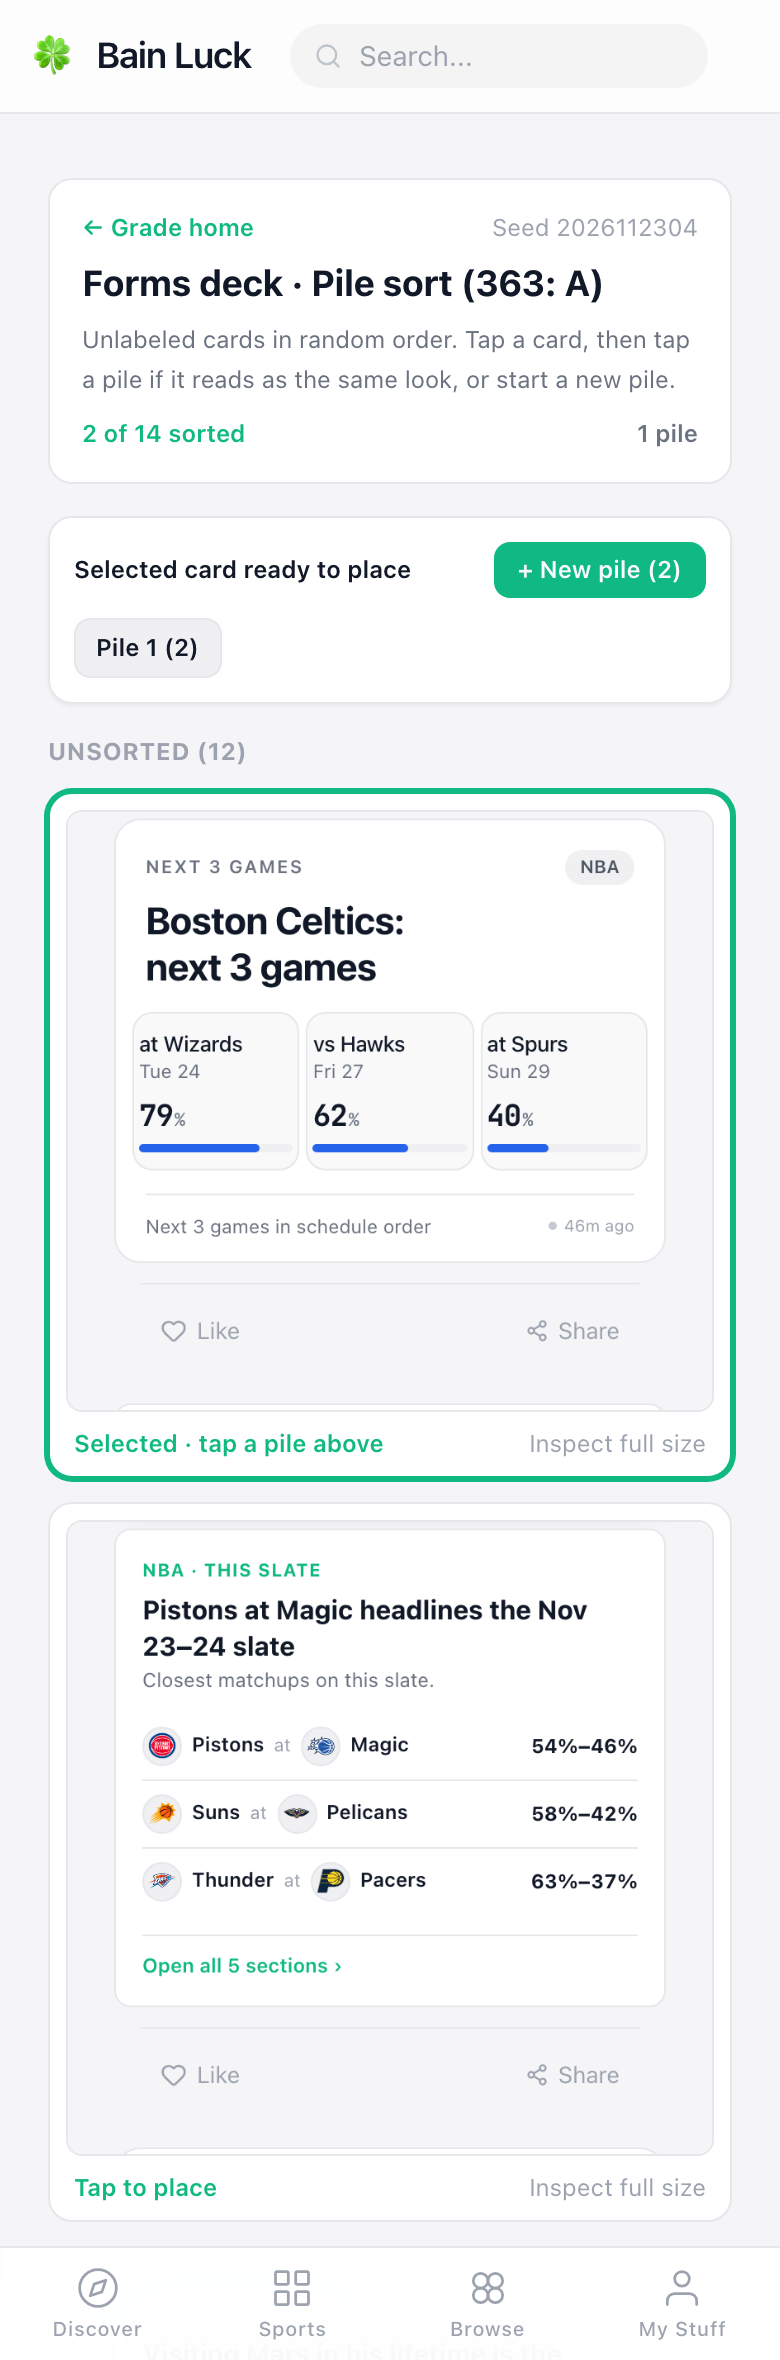 Bain Luck
Search...
← Grade home
Seed 2026112304
Forms deck · Pile sort (363: A)
Unlabeled cards in random order. Tap a card, then tap
a pile if it reads as the same look, or start a new pile.
2 of 14 sorted
1 pile
Selected card ready to place
+ New pile (2)
Pile 1 (2)
UNSORTED (12)
NEXT 3 GAMES
NBA
Boston Celtics:
next 3 games
at Wizards
Tue 24
79%
vs Hawks
Fri 27
62%
at Spurs
Sun 29
40%
Next 3 games in schedule order
46m ago
Like
Share
Selected · tap a pile above
Inspect full size
NBA · THIS SLATE
Pistons at Magic headlines the Nov
23–24 slate
Closest matchups on this slate.
Pistons at Magic 54%–46%
Suns at Pelicans 58%–42%
Thunder at Pacers 63%–37%
Open all 5 sections ›
Like
Share
Tap to place
Inspect full size
Visiting Mars in his lifetime is the
Discover
Sports
Browse
My Stuff